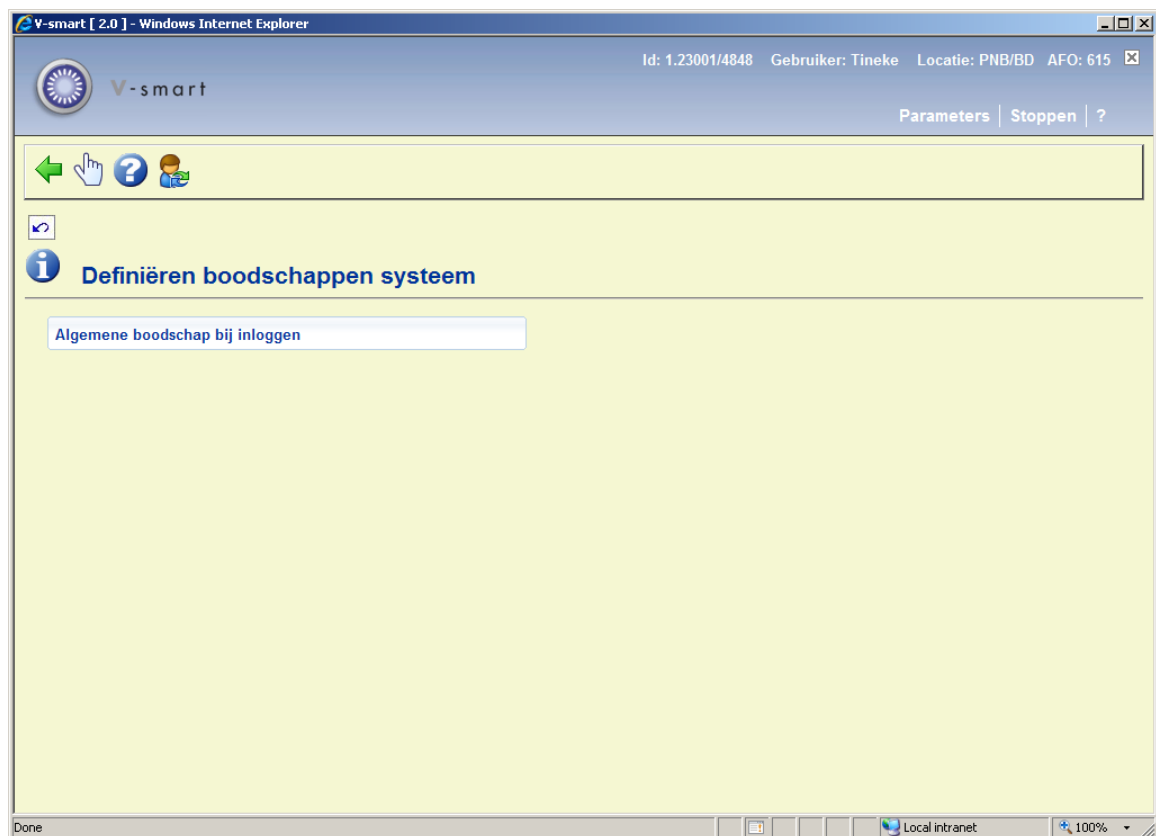 V-smart [ 2.0 ] - Windows Internet Explorer
Id: 1.23001/4848 Gebruiker: Tineke Locatie: PNB/BD AFO: 615
V-smart
Parameters Stoppen ?
Definiëren boodschappen systeem
Algemene boodschap bij inloggen
Done Local intranet 100%